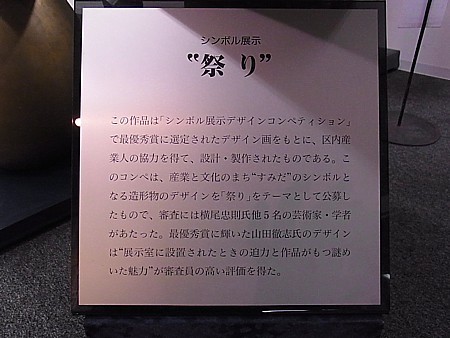 シンボル展示
“祭り”
この作品は「シンボル展示デザインコンペティション」
で最優秀賞に選定されたデザイン画をもとに、区内産
業人の協力を得て、設計・製作されたものである。こ
のコンペは、産業と文化のまち“すみだ”のシンボルと
なる造形物のデザインを「祭り」をテーマとして公募し
たもので、審査には横尾忠則氏他5名の芸術家・学者
があたった。最優秀賞に輝いた山田徹志氏のデザイン
は“展示室に設置されたときの迫力と作品がもつ謎め
いた魅力”が審査員の高い評価を得た。